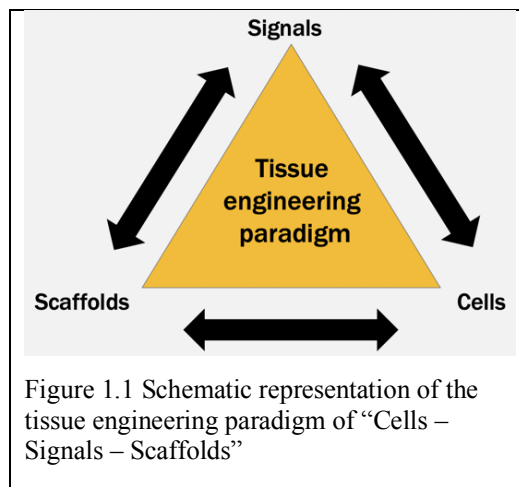 Signals
Tissue
engineering
paradigm
Scaffolds
Cells
Figure 1.1 Schematic representation of the
tissue engineering paradigm of “Cells –
Signals – Scaffolds”